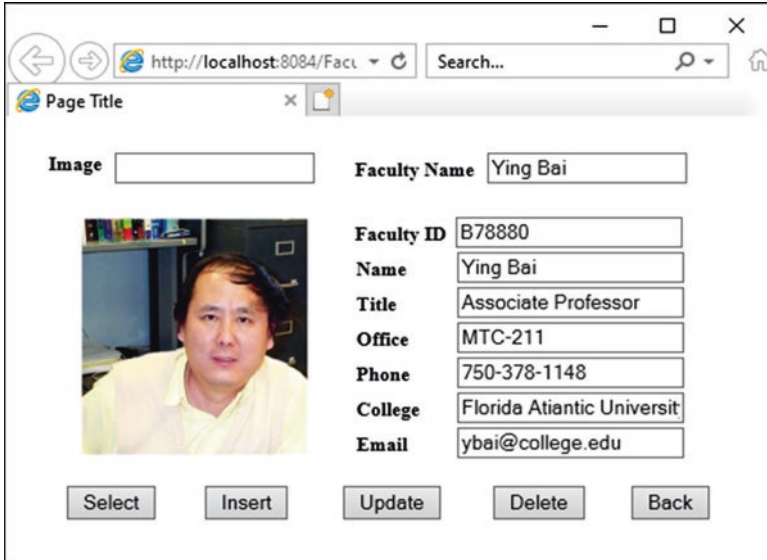 http://localhost:8084/Facu
Search...
Page Title
Image
Faculty Name Ying Bai
Faculty ID B78880
Name Ying Bai
Title Associate Professor
Office MTC-211
Phone 750-378-1148
College Florida Atiantic Universit
Email ybai@college.edu
Select Insert Update Delete Back